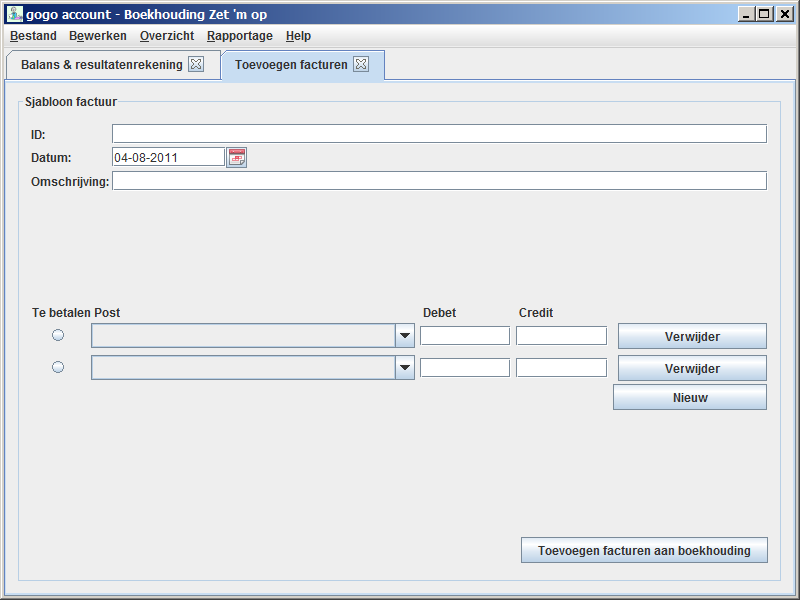 gogo account - Boekhouding Zet 'm op
Bestand Bewerken Overzicht Rapportage Help
Balans & resultatenrekening Toevoegen facturen
Sjabloon factuur
ID:
Datum: 04-08-2011
Omschrijving:
Te betalen Post Debet Credit
Verwijder
Verwijder
Nieuw
Toevoegen facturen aan boekhouding